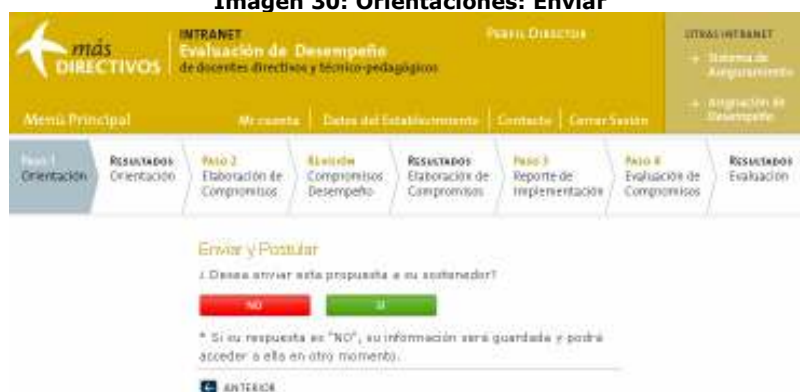 Imagen 30: Orientaciones: Enviar
más
DIRECTIVOS
INTRANET
Evaluación de Desempeño
de docentes directivos y técnico-pedagógicos
PERFIL DIRECTOR
OTRAS INTRANET
Sistema de
Aseguramiento
Asignación de
Desempeño
Menú Principal
Mi cuenta | Datos del Establecimiento | Contacto | Cerrar Sesión
PASO 1
Orientación
RESULTADOS
Orientación
PASO 2
Elaboración de
Compromisos
REVISIÓN
Compromisos
Desempeño
RESULTADOS
Elaboración de
Compromisos
PASO 3
Reporte de
Implementación
PASO 4
Evaluación de
Compromisos
RESULTADOS
Evaluación
Enviar y Postular
¿Desea enviar esta propuesta a su sostenedor?
NO
SI
* Si su respuesta es "NO", su información será guardada y podrá
acceder a ella en otro momento.
ANTERIOR